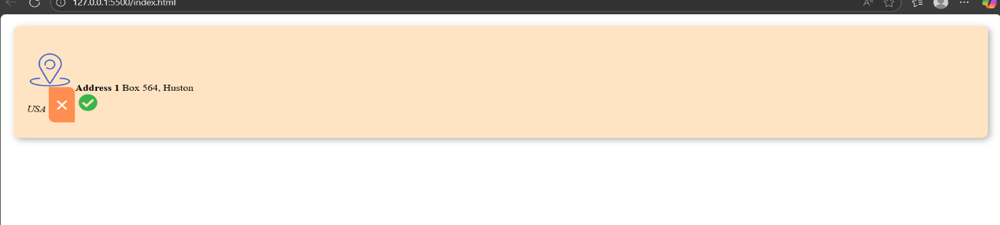 127.0.0.1:5500/index.html
Address 1 Box 564, Huston
USA